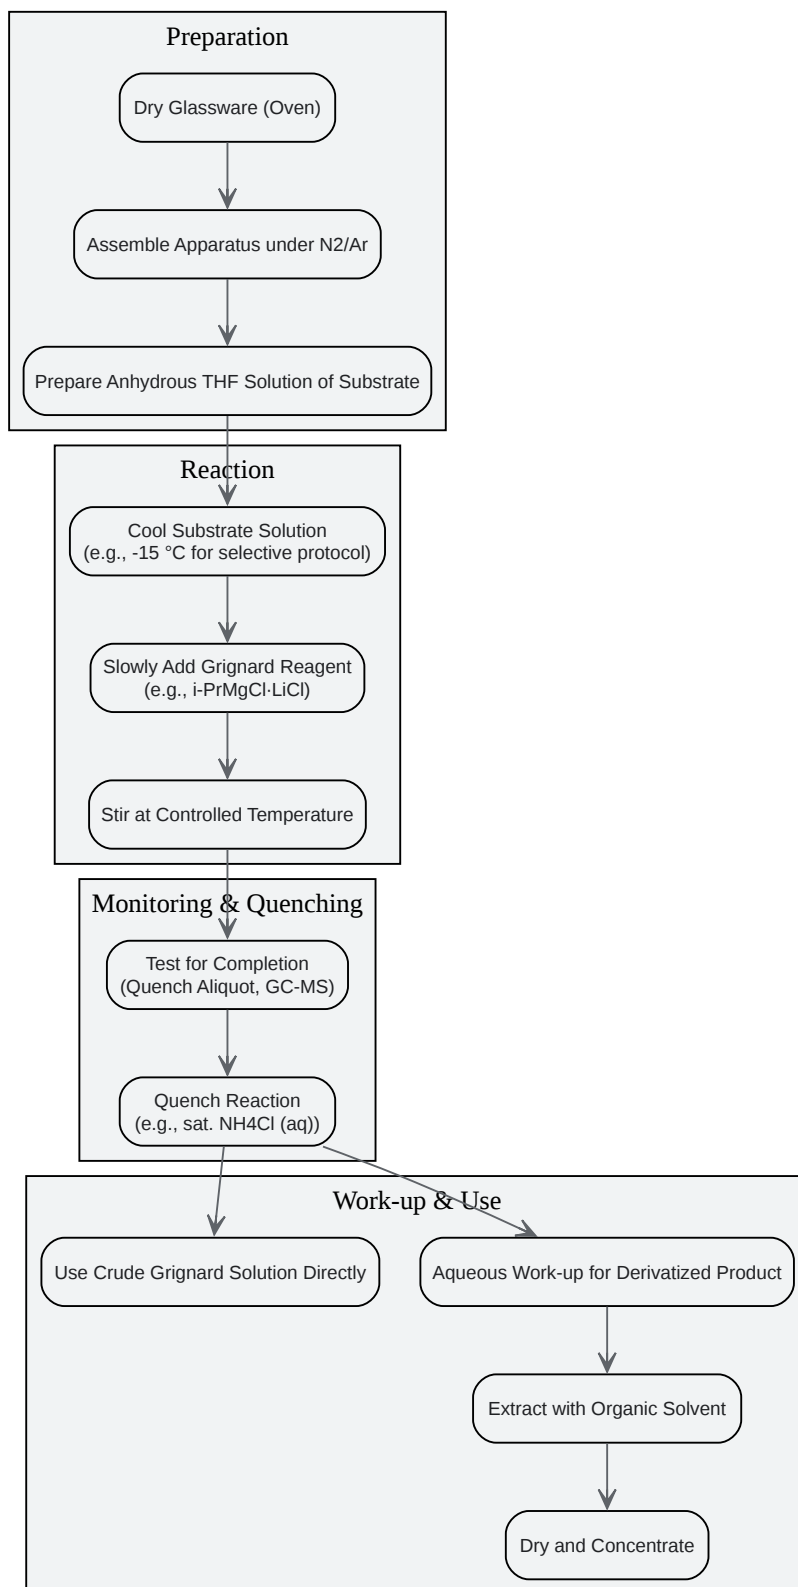 Preparation
Dry Glassware (Oven)
Assemble Apparatus under N2/Ar
Prepare Anhydrous THF Solution of Substrate
Reaction
Cool Substrate Solution
(e.g., -15 °C for selective protocol)
Slowly Add Grignard Reagent
(e.g., i-PrMgCl·LiCl)
Stir at Controlled Temperature
Monitoring & Quenching
Test for Completion
(Quench Aliquot, GC-MS)
Quench Reaction
(e.g., sat. NH4Cl (aq))
Work-up & Use
Use Crude Grignard Solution Directly
Aqueous Work-up for Derivatized Product
Extract with Organic Solvent
Dry and Concentrate